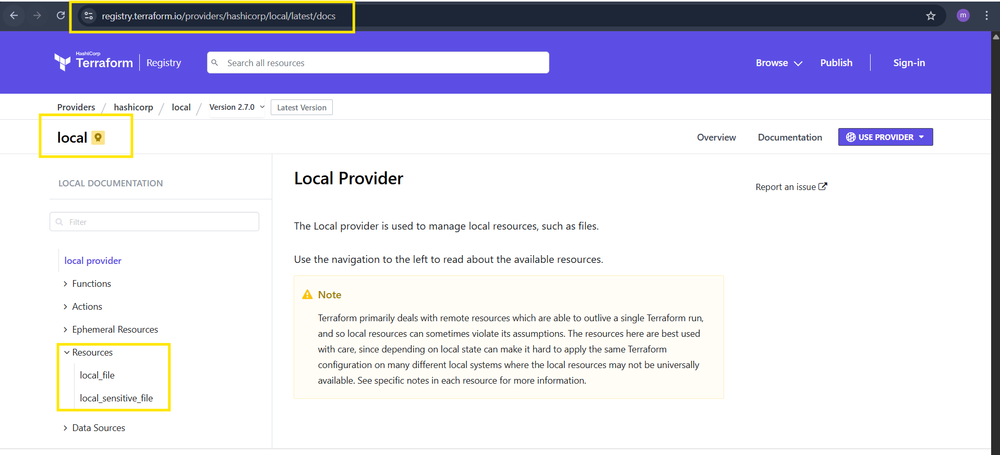 registry.terraform.io/providers/hashicorp/local/latest/docs
m
HashiCorp
Terraform
Registry
Search all resources
Browse
Publish
Sign-in
Providers / hashicorp / local / Version 2.7.0
Latest Version
local
Overview
Documentation
USE PROVIDER
LOCAL DOCUMENTATION
Filter
local provider
Functions
Actions
Ephemeral Resources
Resources
local_file
local_sensitive_file
Data Sources
Local Provider
Report an issue
The Local provider is used to manage local resources, such as files.
Use the navigation to the left to read about the available resources.
Note
Terraform primarily deals with remote resources which are able to outlive a single Terraform run,
and so local resources can sometimes violate its assumptions. The resources here are best used
with care, since depending on local state can make it hard to apply the same Terraform
configuration on many different local systems where the local resources may not be universally
available. See specific notes in each resource for more information.